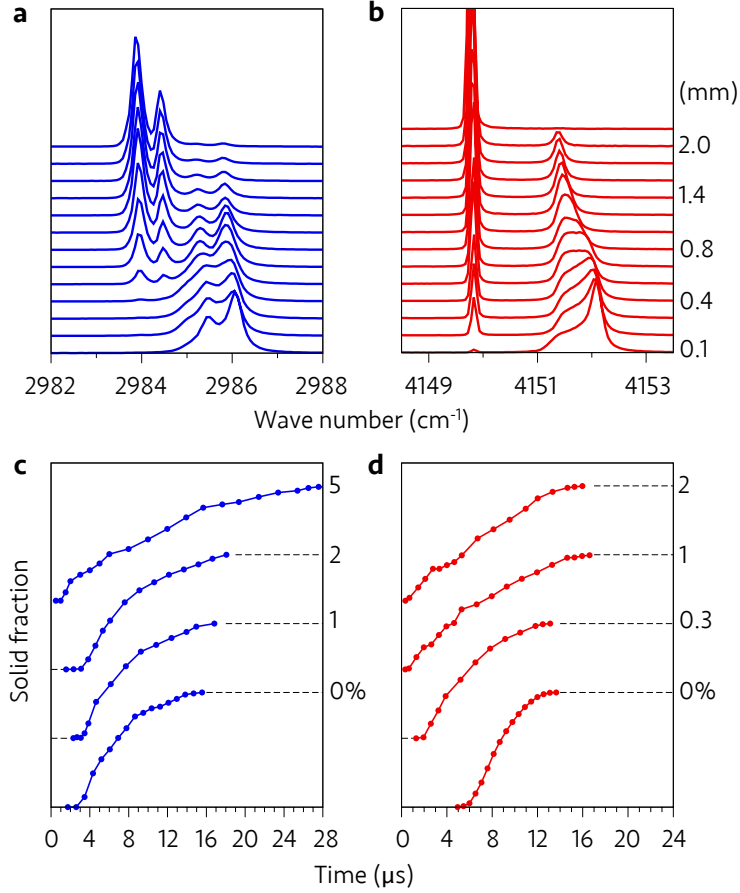 a
b
(mm)
2.0
1.4
0.8
0.4
0.1
2982 2984 2986 2988
4149 4151 4153
Wave number (cm⁻¹)
c
d
5
2
1
0%
2
1
0.3
0%
Solid fraction
0 4 8 12 16 20 24 28
0 4 8 12 16 20 24
Time (μs)